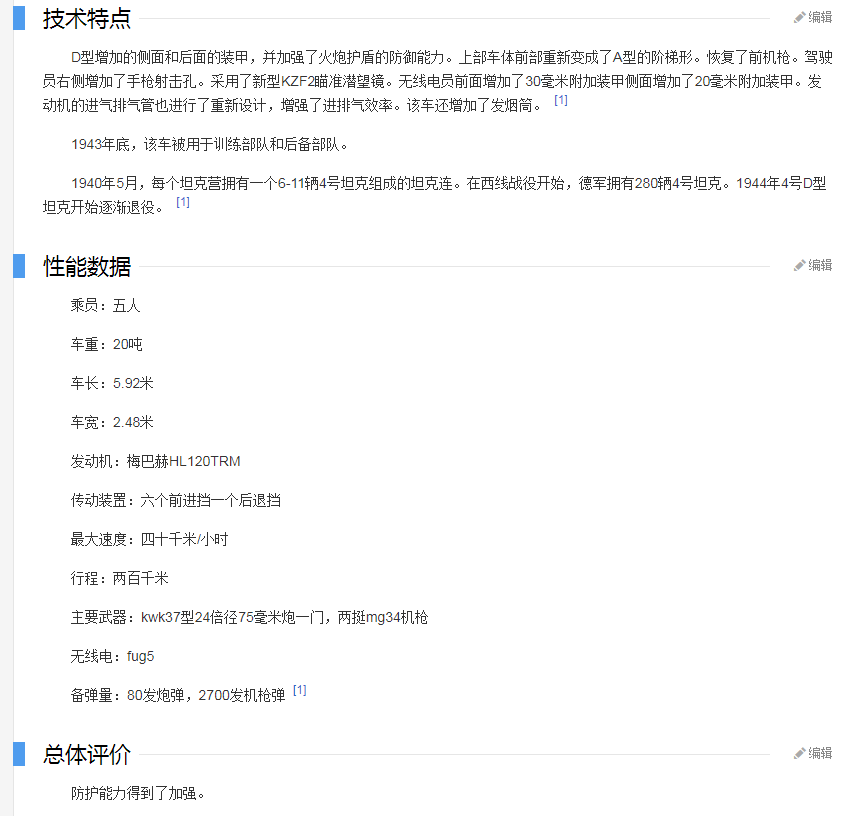 技术特点
编辑
D型增加的侧面和后面的装甲，并加强了火炮护盾的防御能力。上部车体前部重新变成了A型的阶梯形。恢复了前机枪。驾驶
员右侧增加了手枪射击孔。采用了新型KZF2瞄准潜望镜。无线电员前面增加了30毫米附加装甲侧面增加了20毫米附加装甲。发
动机的进气排气管也进行了重新设计，增强了进排气效率。该车还增加了发烟筒。 [1]
1943年底，该车被用于训练部队和后备部队。
1940年5月，每个坦克营拥有一个6-11辆4号坦克组成的坦克连。在西线战役开始，德军拥有280辆4号坦克。1944年4号D型
坦克开始逐渐退役。 [1]
性能数据
编辑
乘员：五人
车重：20吨
车长：5.92米
车宽：2.48米
发动机：梅巴赫HL120TRM
传动装置：六个前进挡一个后退挡
最大速度：四十千米/小时
行程：两百千米
主要武器：kwk37型24倍径75毫米炮一门，两挺mg34机枪
无线电：fug5
备弹量：80发炮弹，2700发机枪弹 [1]
总体评价
编辑
防护能力得到了加强。